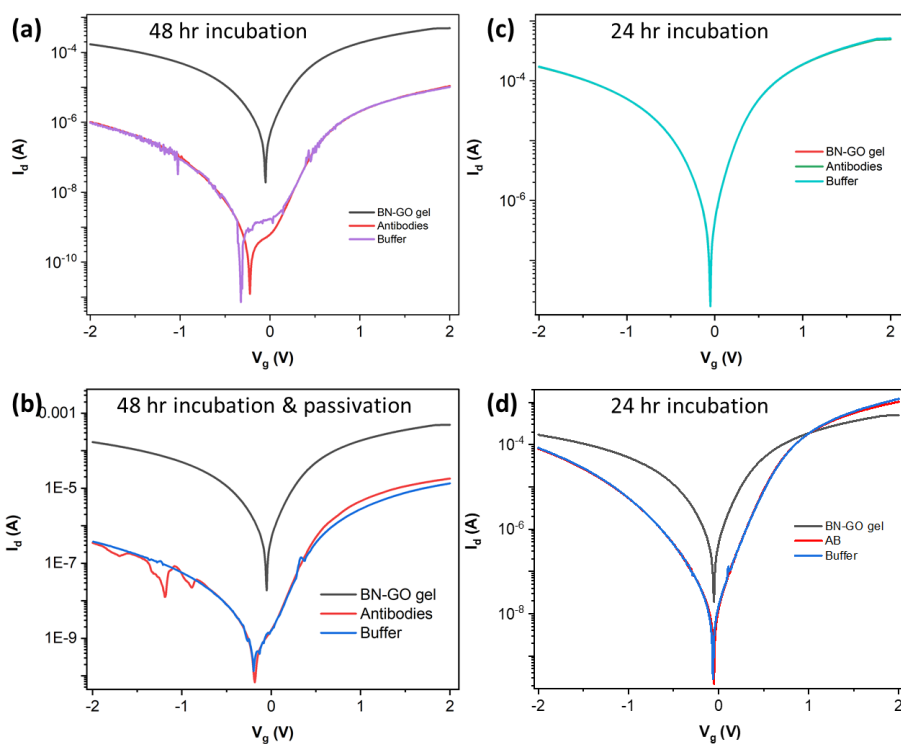 (a)
48 hr incubation
10⁻⁴
10⁻⁶
10⁻⁸
10⁻¹⁰
I_d (A)
BN-GO gel
Antibodies
Buffer
-2
-1
0
1
2
V_g (V)
(c)
24 hr incubation
10⁻⁴
10⁻⁶
I_d (A)
BN-GO gel
Antibodies
Buffer
-2
-1
0
1
2
V_g (V)
(b)
48 hr incubation & passivation
0.001
1E-5
1E-7
1E-9
I_d (A)
BN-GO gel
Antibodies
Buffer
-2
-1
0
1
2
V_g (V)
(d)
24 hr incubation
10⁻⁴
10⁻⁶
10⁻⁸
I_d (A)
BN-GO gel
AB
Buffer
-2
-1
0
1
2
V_g (V)